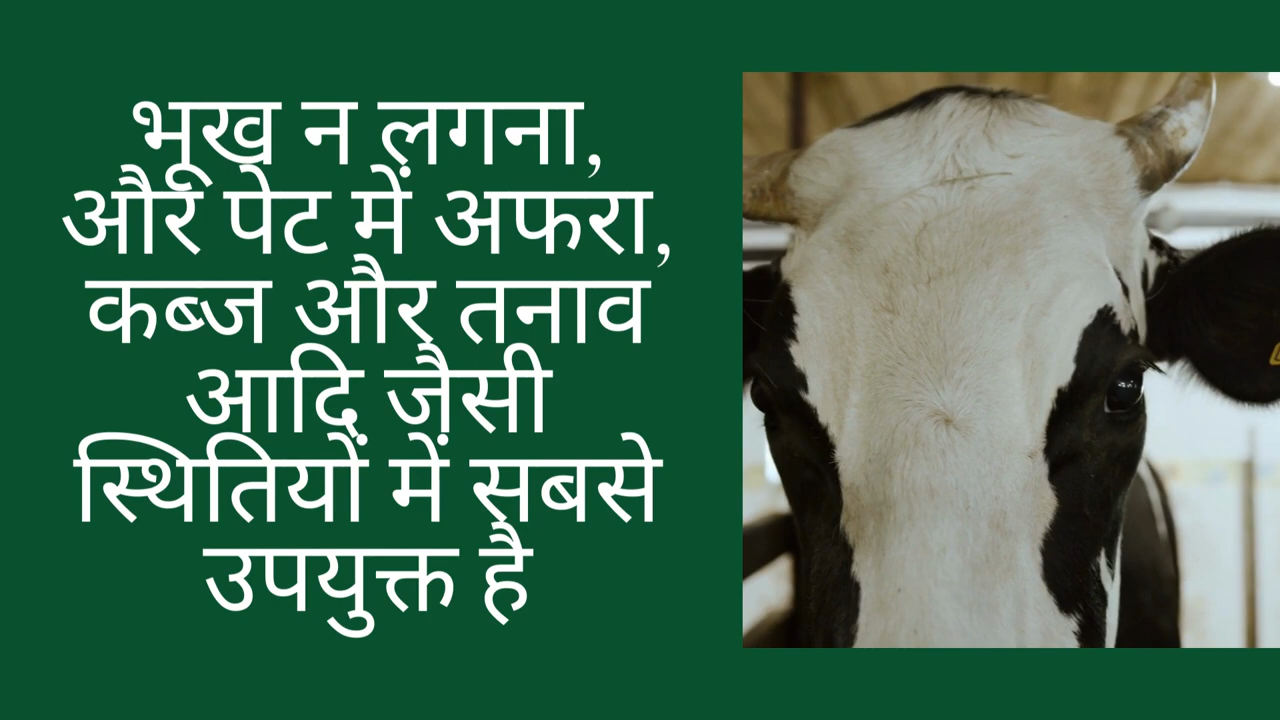 भूख न लगना,
और पेट में अफरा,
कब्ज और तनाव
आदि जैसी
स्थितियों में सबसे
उपयुक्त है